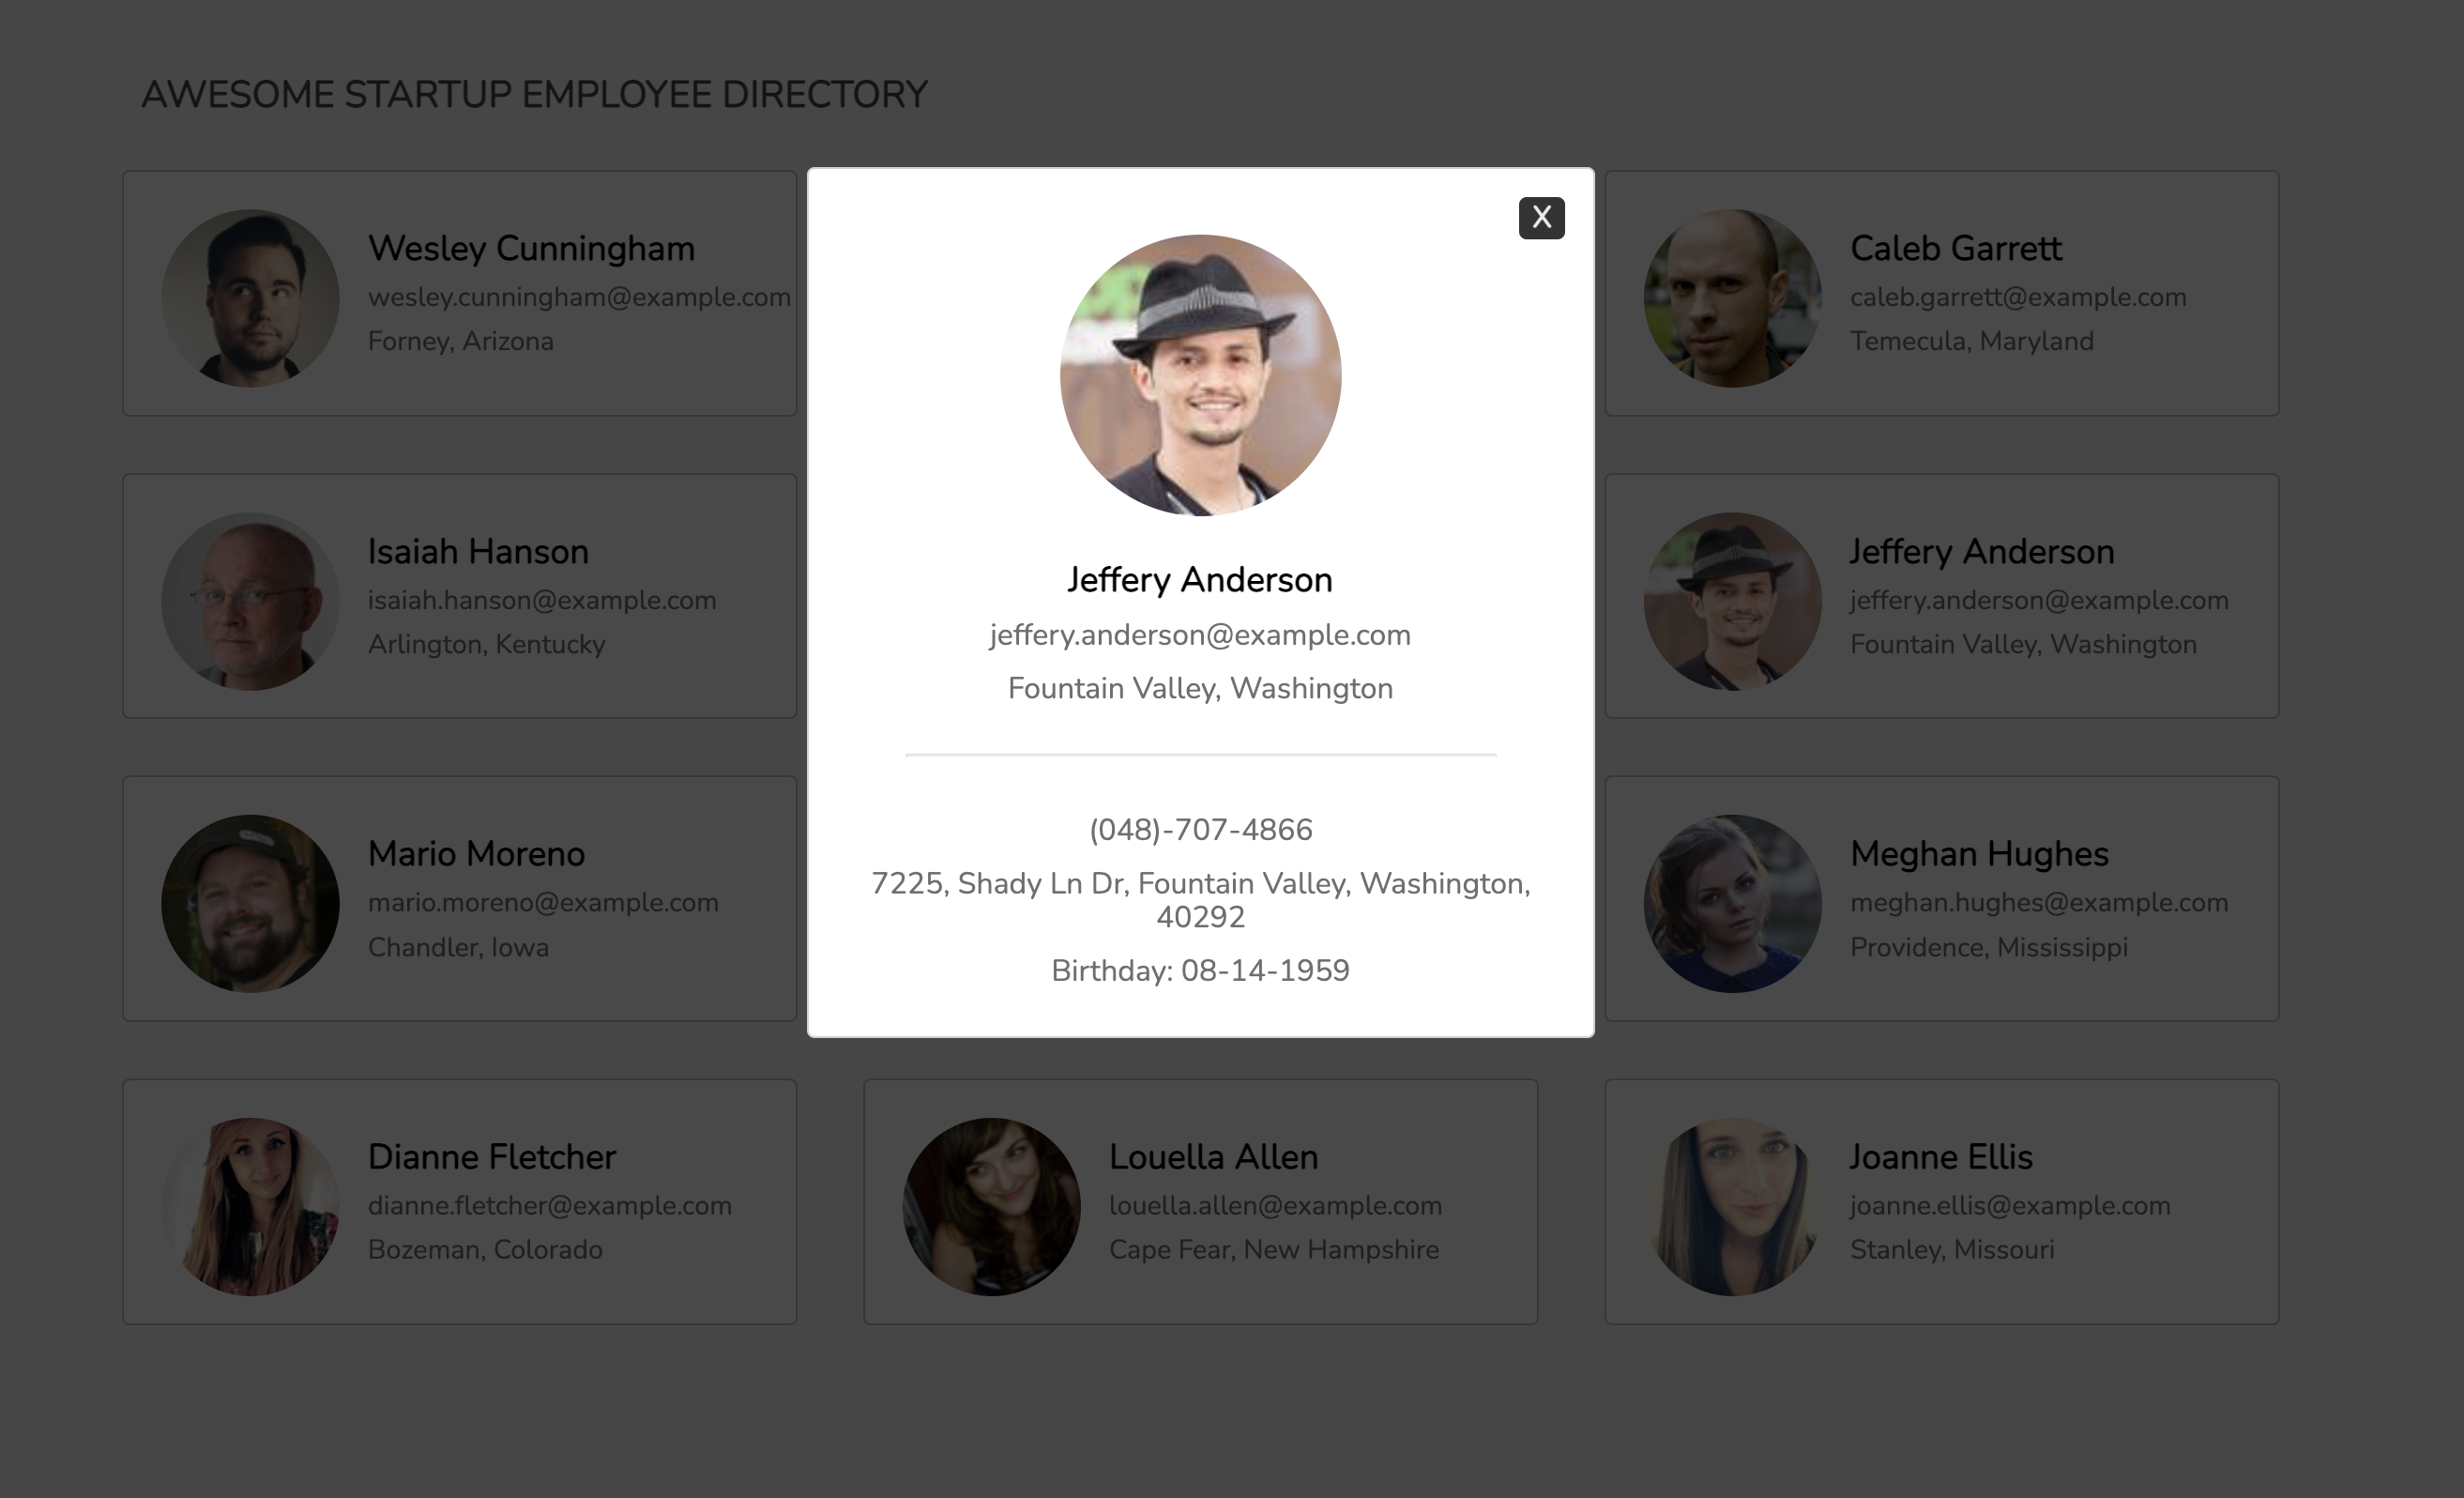 AWESOME STARTUP EMPLOYEE DIRECTORY
Wesley Cunningham
wesley.cunningham@example.com
Forney, Arizona
X
Jeffery Anderson
jeffery.anderson@example.com
Fountain Valley, Washington
(048)-707-4866
7225, Shady Ln Dr, Fountain Valley, Washington,
40292
Birthday: 08-14-1959
Caleb Garrett
caleb.garrett@example.com
Temecula, Maryland
Isaiah Hanson
isaiah.hanson@example.com
Arlington, Kentucky
Jeffery Anderson
jeffery.anderson@example.com
Fountain Valley, Washington
Mario Moreno
mario.moreno@example.com
Chandler, Iowa
Meghan Hughes
meghan.hughes@example.com
Providence, Mississippi
Dianne Fletcher
dianne.fletcher@example.com
Bozeman, Colorado
Louella Allen
louella.allen@example.com
Cape Fear, New Hampshire
Joanne Ellis
joanne.ellis@example.com
Stanley, Missouri